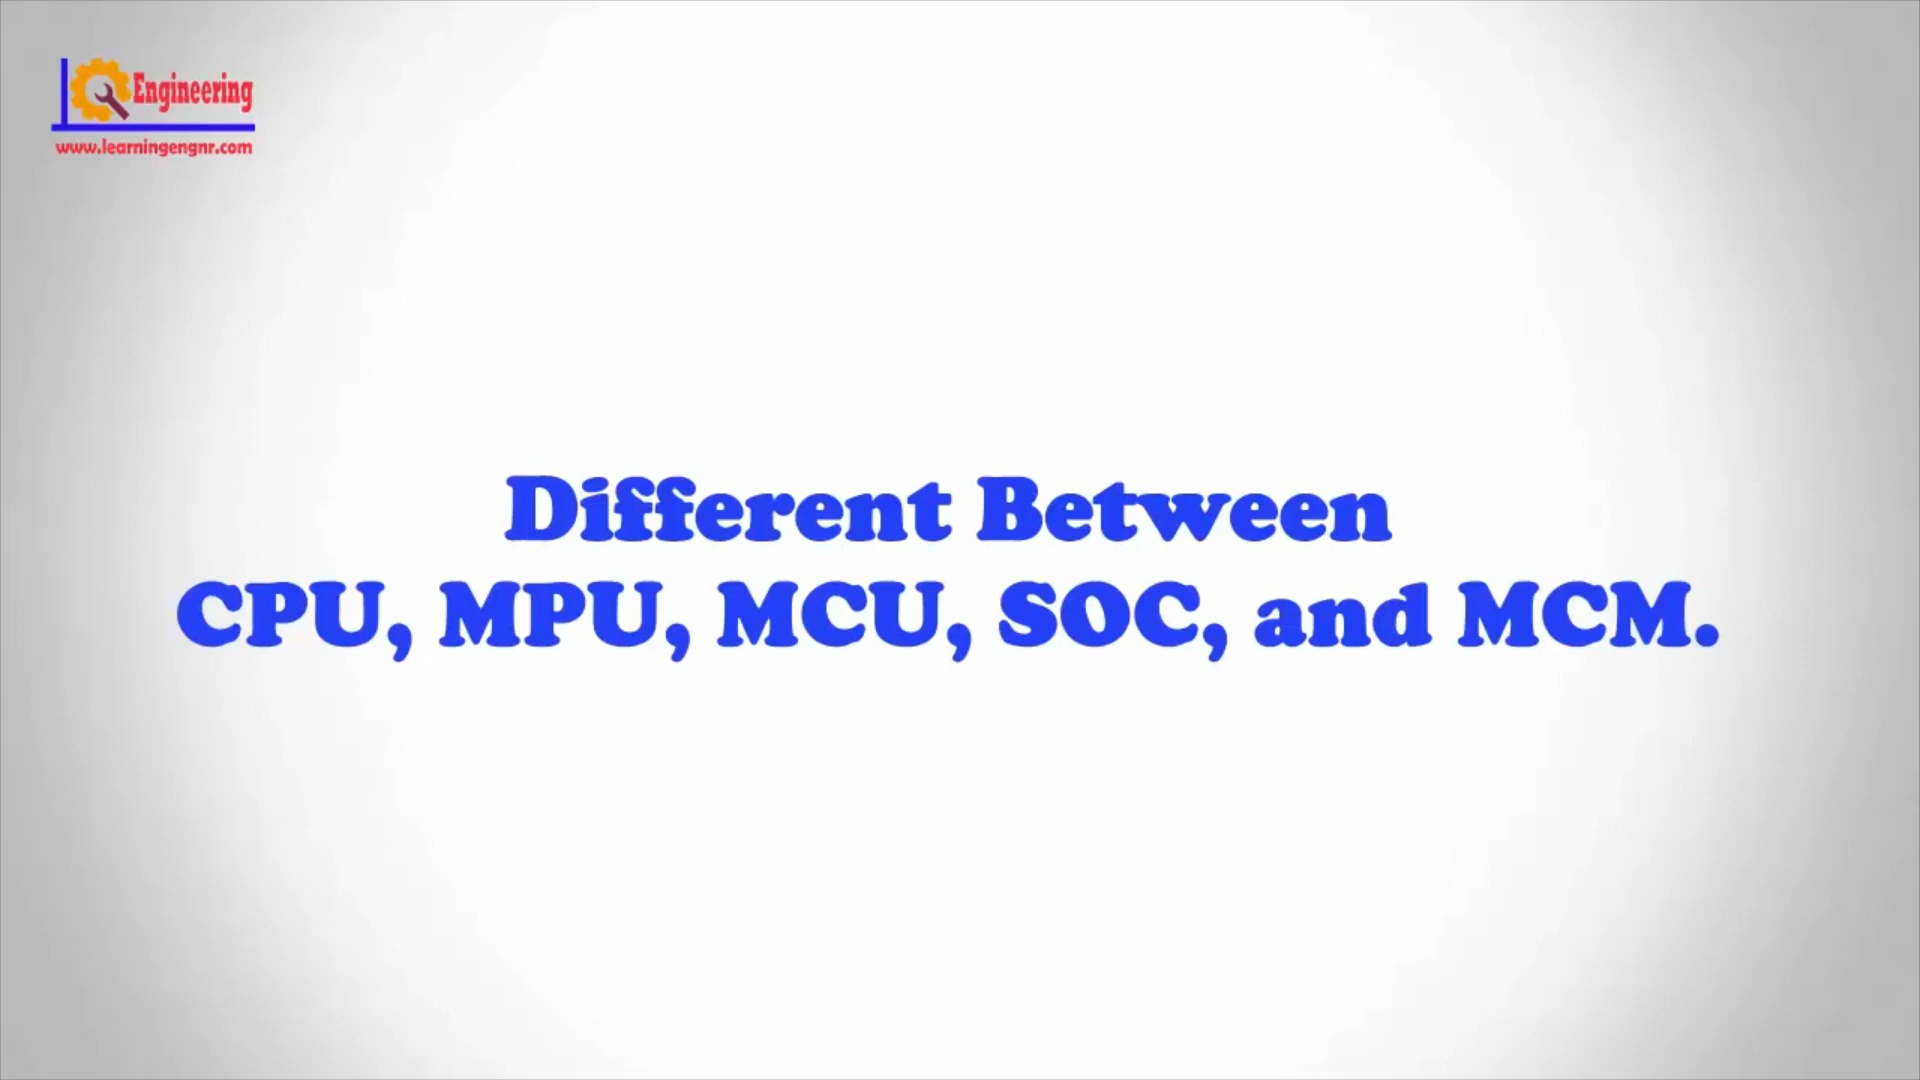 Engineering
www.learningengnr.com
Different Between
CPU, MPU, MCU, SOC, and MCM.